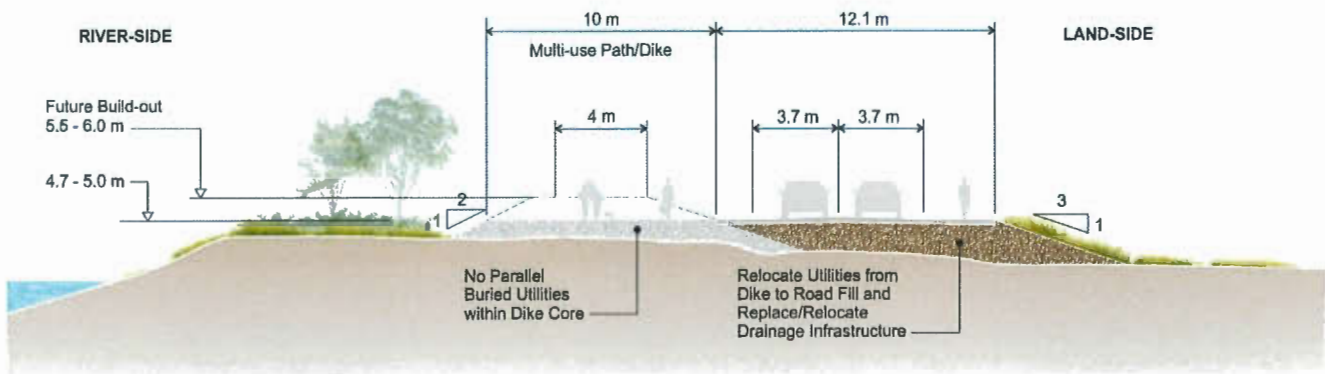 RIVER-SIDE
10 m
12.1 m
LAND-SIDE
Multi-use Path/Dike
Future Build-out
5.5 - 6.0 m
4 m
3.7 m
3.7 m
4.7 - 5.0 m
2
1
3
1
No Parallel
Buried Utilities
within Dike Core
Relocate Utilities from
Dike to Road Fill and
Replace/Relocate
Drainage Infrastructure